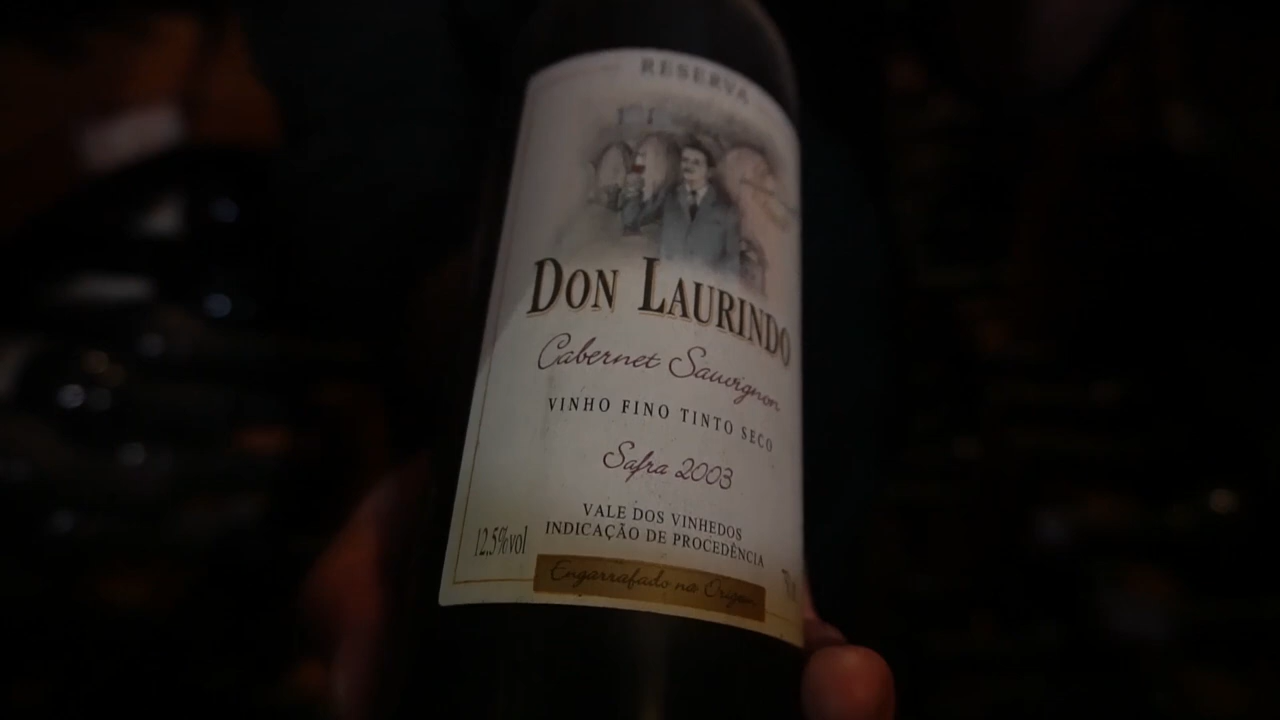 RESERVA
DON LAURINDO
Cabernet Sauvignon
VINHO FINO TINTO SECO
Safra 2003
VALE DOS VINHEDOS
INDICAÇÃO DE PROCEDÊNCIA
12.5%vol
Engarrafado na Origem